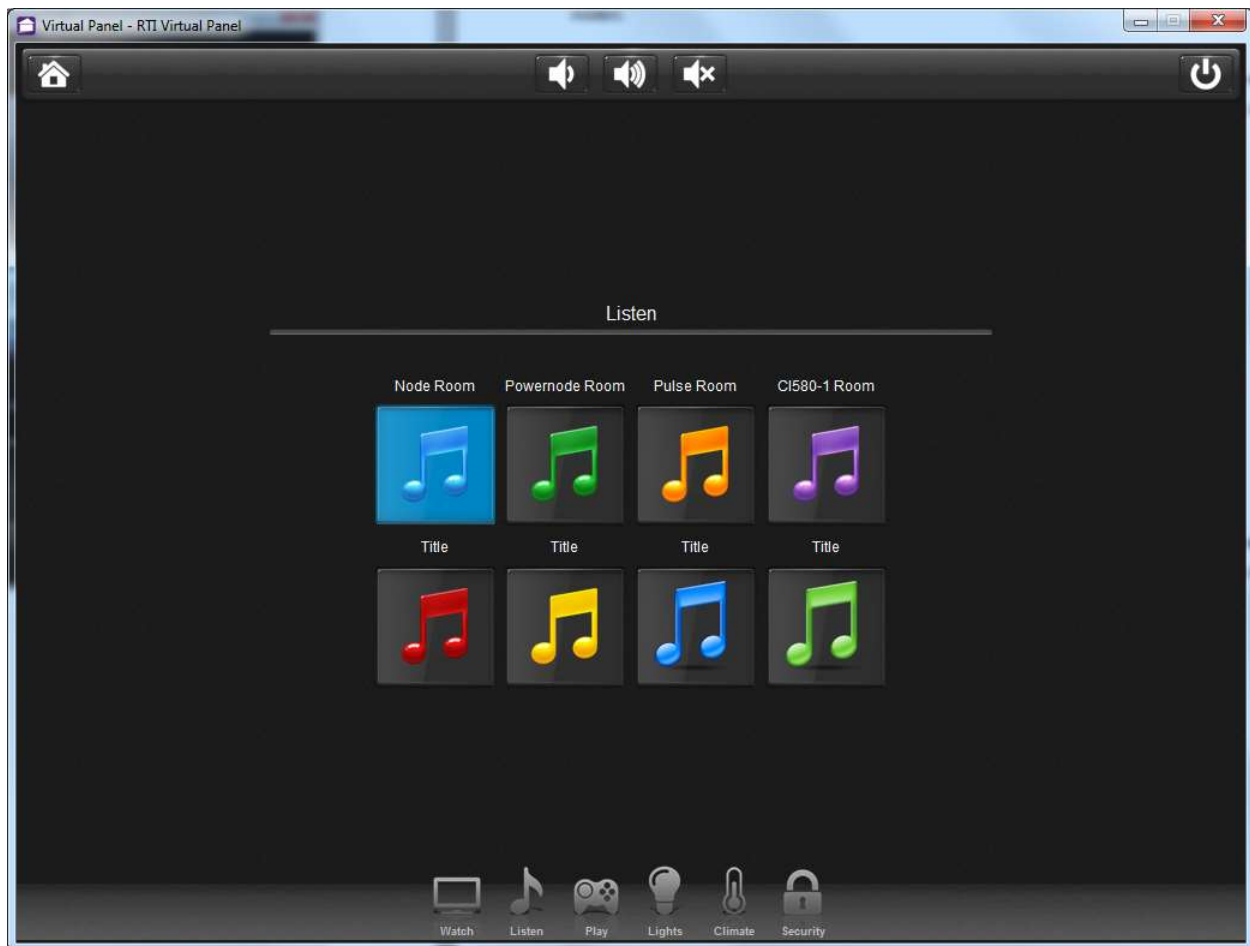 Virtual Panel - RTI Virtual Panel
Listen
Node Room Powernode Room Pulse Room CI580-1 Room
Title Title Title Title
Watch Listen Play Lights Climate Security